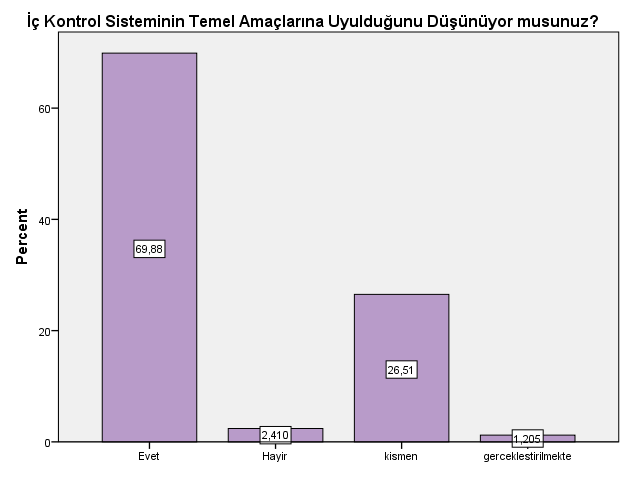 İç Kontrol Sisteminin Temel Amaçlarına Uyulduğunu Düşünüyor musunuz?
Percent
60
40
20
0
69,88
2,410
26,51
1,205
Evet
Hayir
kismen
gerceklestirilmekte